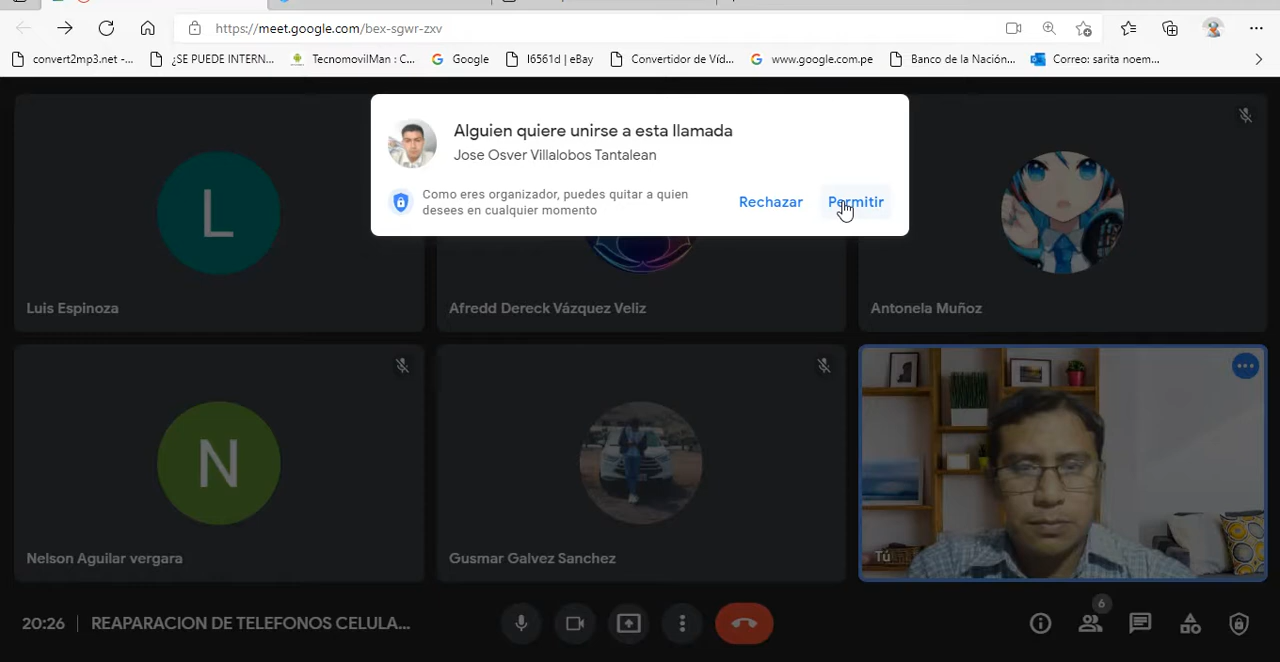 https://meet.google.com/bex-sgwr-zxv
convert2mp3.net -...
¿SE PUEDE INTERN...
TecnomovilMan : C...
Google
I6561d | eBay
Convertidor de Víd...
www.google.com.pe
Banco de la Nación...
Correo: sarita noem...
Alguien quiere unirse a esta llamada
Jose Osver Villalobos Tantalean
Como eres organizador, puedes quitar a quien
desees en cualquier momento
Rechazar
Permitir
L
Luis Espinoza
Afredd Dereck Vázquez Veliz
Antonela Muñoz
N
Nelson Aguilar vergara
Gusmar Galvez Sanchez
Tú
20:26
REAPARACION DE TELEFONOS CELULA...
6